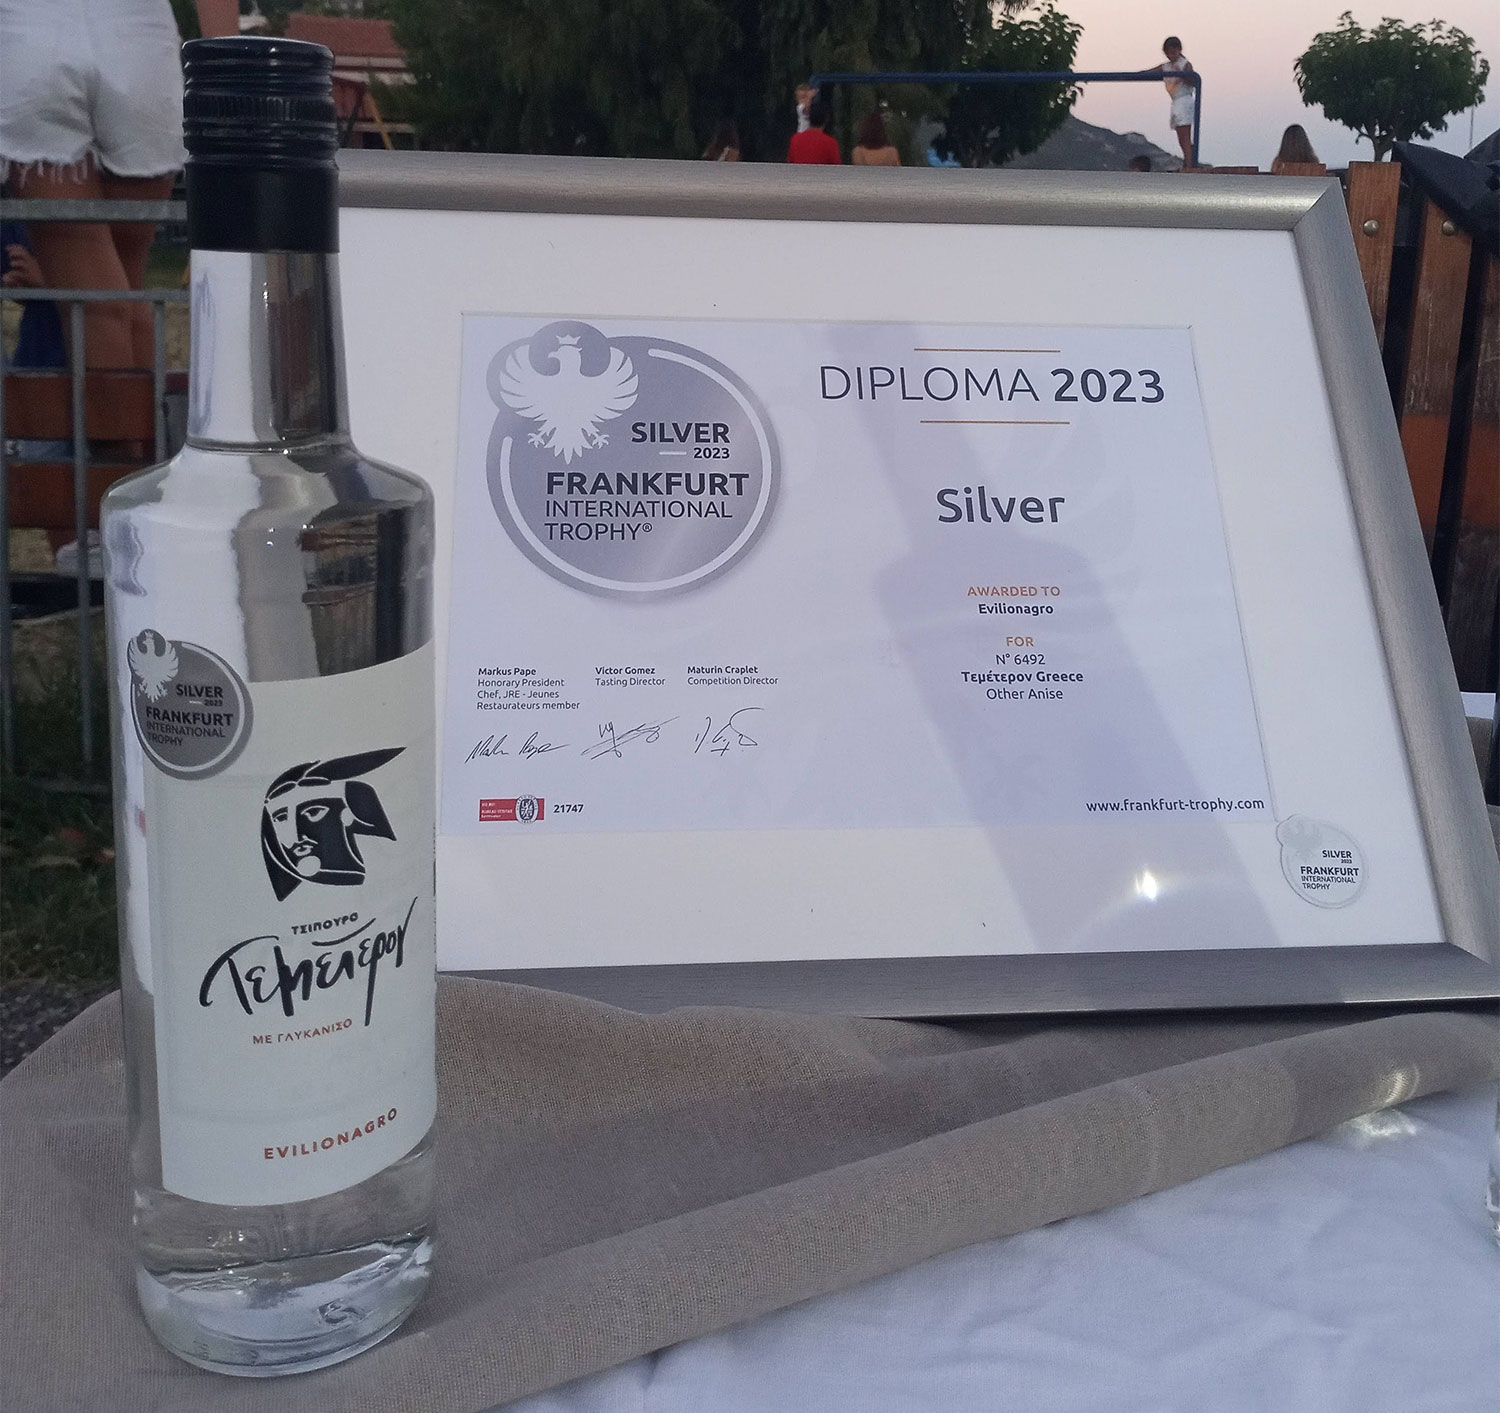 SILVER
2023
FRANKFURT
INTERNATIONAL
TROPHY
ΤΣΙΠΟΥΡΟ
Τεμέτερον
ΜΕ ΓΛΥΚΑΝΙΣΟ
EVILIONAGRO
SILVER
2023
FRANKFURT
INTERNATIONAL
TROPHY®
DIPLOMA 2023
Silver
AWARDED TO
Evilionagro
FOR
N° 6492
Τεμέτερον Greece
Other Anise
Markus Pape
Honorary President
Chef, JRE - Jeunes
Restaurateurs member
Victor Gomez
Tasting Director
Maturin Craplet
Competition Director
21747
www.frankfurt-trophy.com
SILVER
2023
FRANKFURT
INTERNATIONAL
TROPHY